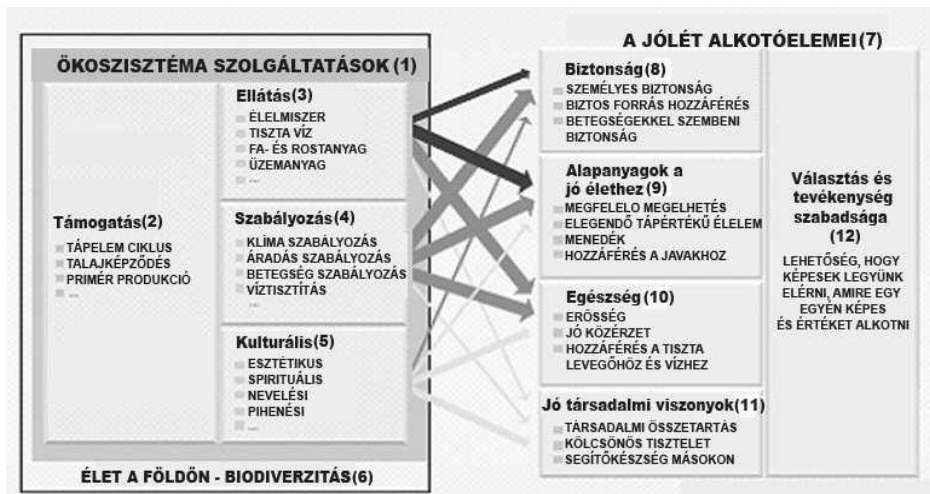 ÖKOSZISZTÉMA SZOLGÁLTATÁSOK (1)
Támogatás(2)
TÁPELEM CIKLUS
TALAJKÉPZŐDÉS
PRIMÉR PRODUKCIÓ
...
Ellátás(3)
ÉLELMISZER
TISZTA VÍZ
FA- ÉS ROSTANYAG
ÜZEMANYAG
...
Szabályozás(4)
KLÍMA SZABÁLYOZÁS
ÁRADÁS SZABÁLYOZÁS
BETEGSÉG SZABÁLYOZÁS
VÍZTISZTÍTÁS
...
Kulturális(5)
ESZTÉTIKUS
SPIRITUÁLIS
NEVELÉSI
PIHENÉSI
...
ÉLET A FÖLDÖN - BIODIVERZITÁS(6)
A JÓLÉT ALKOTÓELEMEI(7)
Biztonság(8)
SZEMÉLYES BIZTONSÁG
BIZTOS FORRÁS HOZZÁFÉRÉS
BETEGSÉGEKKEL SZEMBENI
BIZTONSÁG
Alapanyagok a
jó élethez(9)
MEGFELELO MEGELHETÉS
ELEGENDŐ TÁPÉRTÉKŰ ÉLELEM
MENEDÉK
HOZZÁFÉRÉS A JAVAKHOZ
Egészség(10)
ERŐSSÉG
JÓ KÖZÉRZET
HOZZÁFÉRÉS A TISZTA
LEVEGŐHÖZ ÉS VÍZHEZ
Jó társadalmi viszonyok(11)
TÁRSADALMI ÖSSZETARTÁS
KÖLCSÖNÖS TISZTELET
SEGÍTŐKÉSZSÉG MÁSOKON
Választás és
tevékenység
szabadsága
(12)
LEHETŐSÉG, HOGY
KÉPESEK LEGYÜNK
ELÉRNI, AMIRE EGY
EGYÉN KÉPES
ÉS ÉRTÉKET ALKOTNI